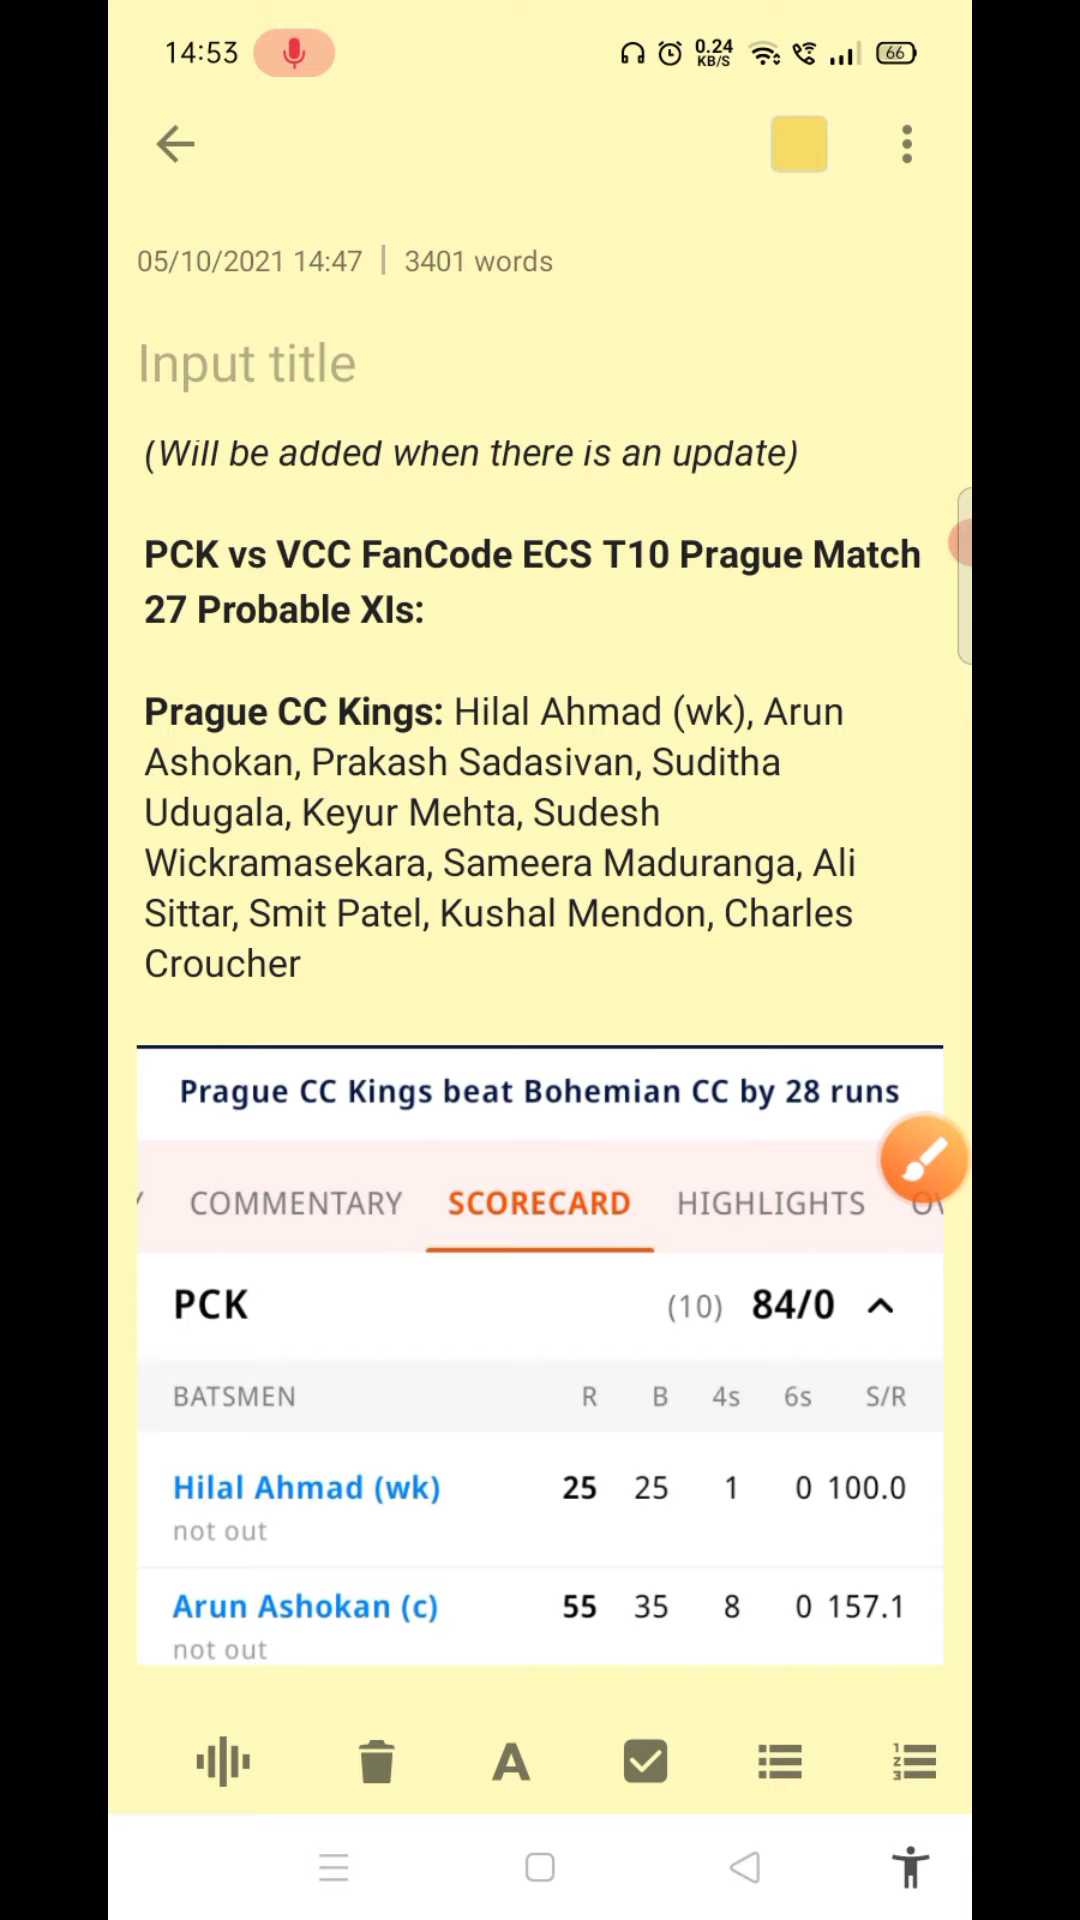 14:53
0.24
KB/S
66
05/10/2021 14:47 | 3401 words
Input title
(Will be added when there is an update)
PCK vs VCC FanCode ECS T10 Prague Match
27 Probable XIs:
Prague CC Kings: Hilal Ahmad (wk), Arun
Ashokan, Prakash Sadasivan, Suditha
Udugala, Keyur Mehta, Sudesh
Wickramasekara, Sameera Maduranga, Ali
Sittar, Smit Patel, Kushal Mendon, Charles
Croucher
Prague CC Kings beat Bohemian CC by 28 runs
COMMENTARY SCORECARD HIGHLIGHTS
PCK (10) 84/0
BATSMEN R B 4s 6s S/R
Hilal Ahmad (wk) 25 25 1 0 100.0
not out
Arun Ashokan (c) 55 35 8 0 157.1
not out
A